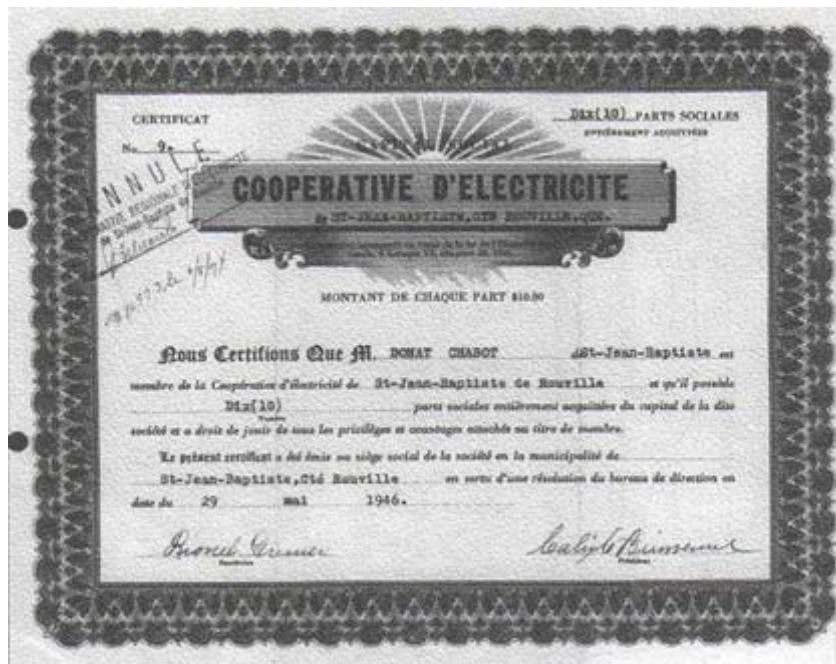 CERTIFICAT
No. 9.
Dix(10) PARTS SOCIALES
ENTIÈREMENT ACQUITTÉES
ANNULE
COOPERATIVE D'ELECTRICITE
de ST-JEAN-BAPTISTE, CTE ROUVILLE, QUE.
MONTANT DE CHAQUE PART $10.00
Nous Certifions Que M. DONAT CHABOT de St-Jean-Baptiste est
membre de la Coopération d'électricité de St-Jean-Baptiste de Rouville et qu'il possède
Dix(10) parts sociales entièrement acquittées du capital de la dite
société et a droit de jouir de tous les privilèges et avantages attachés au titre de membre.
Le présent certificat a été émis au siège social de la société en la municipalité de
St-Jean-Baptiste, Cté Rouville en vertu d'une résolution du bureau de direction en
date du 29 mai 1946.
Président